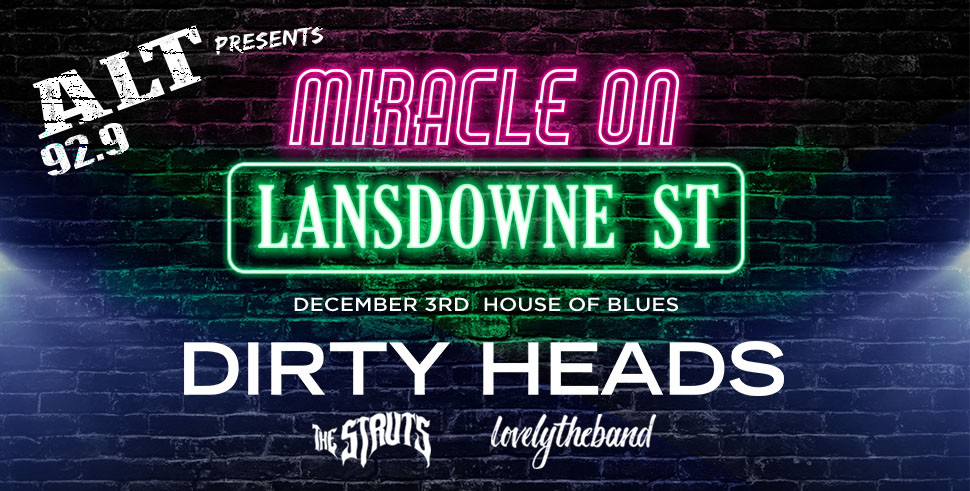 ALT PRESENTS
92.9
MIRACLE ON
LANSDOWNE ST
DECEMBER 3RD HOUSE OF BLUES
DIRTY HEADS
THE STRUTS lovelytheband